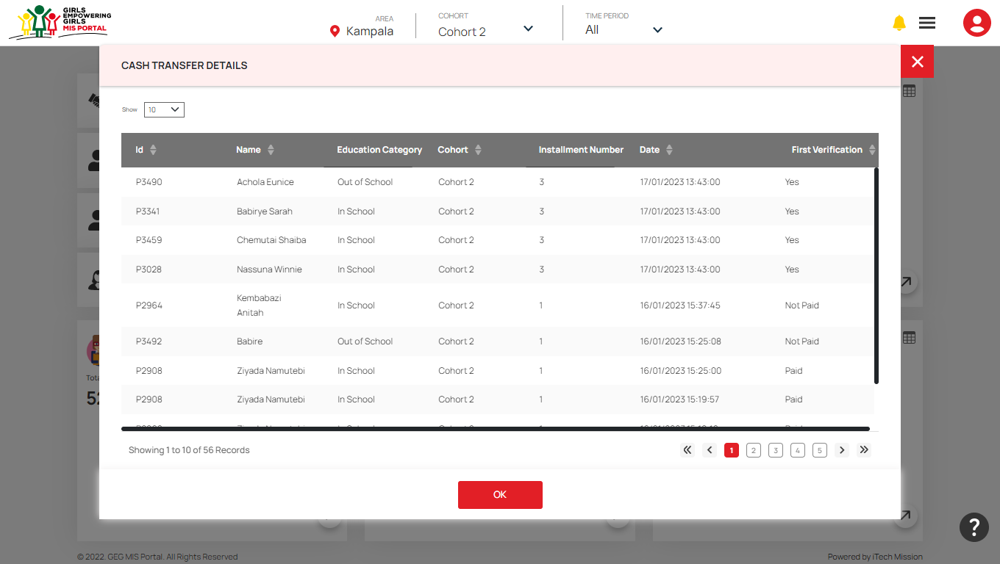 GIRLS
EMPOWERING
GIRLS
MIS PORTAL
AREA
Kampala
COHORT
Cohort 2
TIME PERIOD
All
CASH TRANSFER DETAILS
Show 10
Id Name Education Category Cohort Installment Number Date First Verification
P3490 Achola Eunice Out of School Cohort 2 3 17/01/2023 13:43:00 Yes
P3341 Babirye Sarah In School Cohort 2 3 17/01/2023 13:43:00 Yes
P3459 Chemutai Shaiba In School Cohort 2 3 17/01/2023 13:43:00 Yes
P3028 Nassuna Winnie In School Cohort 2 3 17/01/2023 13:43:00 Yes
P2964 Kembabazi Anitah In School Cohort 2 1 16/01/2023 15:37:45 Not Paid
P3492 Babire Out of School Cohort 2 1 16/01/2023 15:25:08 Not Paid
P2908 Ziyada Namutebi In School Cohort 2 1 16/01/2023 15:25:00 Paid
P2908 Ziyada Namutebi In School Cohort 2 1 16/01/2023 15:19:57 Paid
Showing 1 to 10 of 56 Records
1 2 3 4 5
OK
?
© 2022. GEG MIS Portal. All Rights Reserved
Powered by iTech Mission